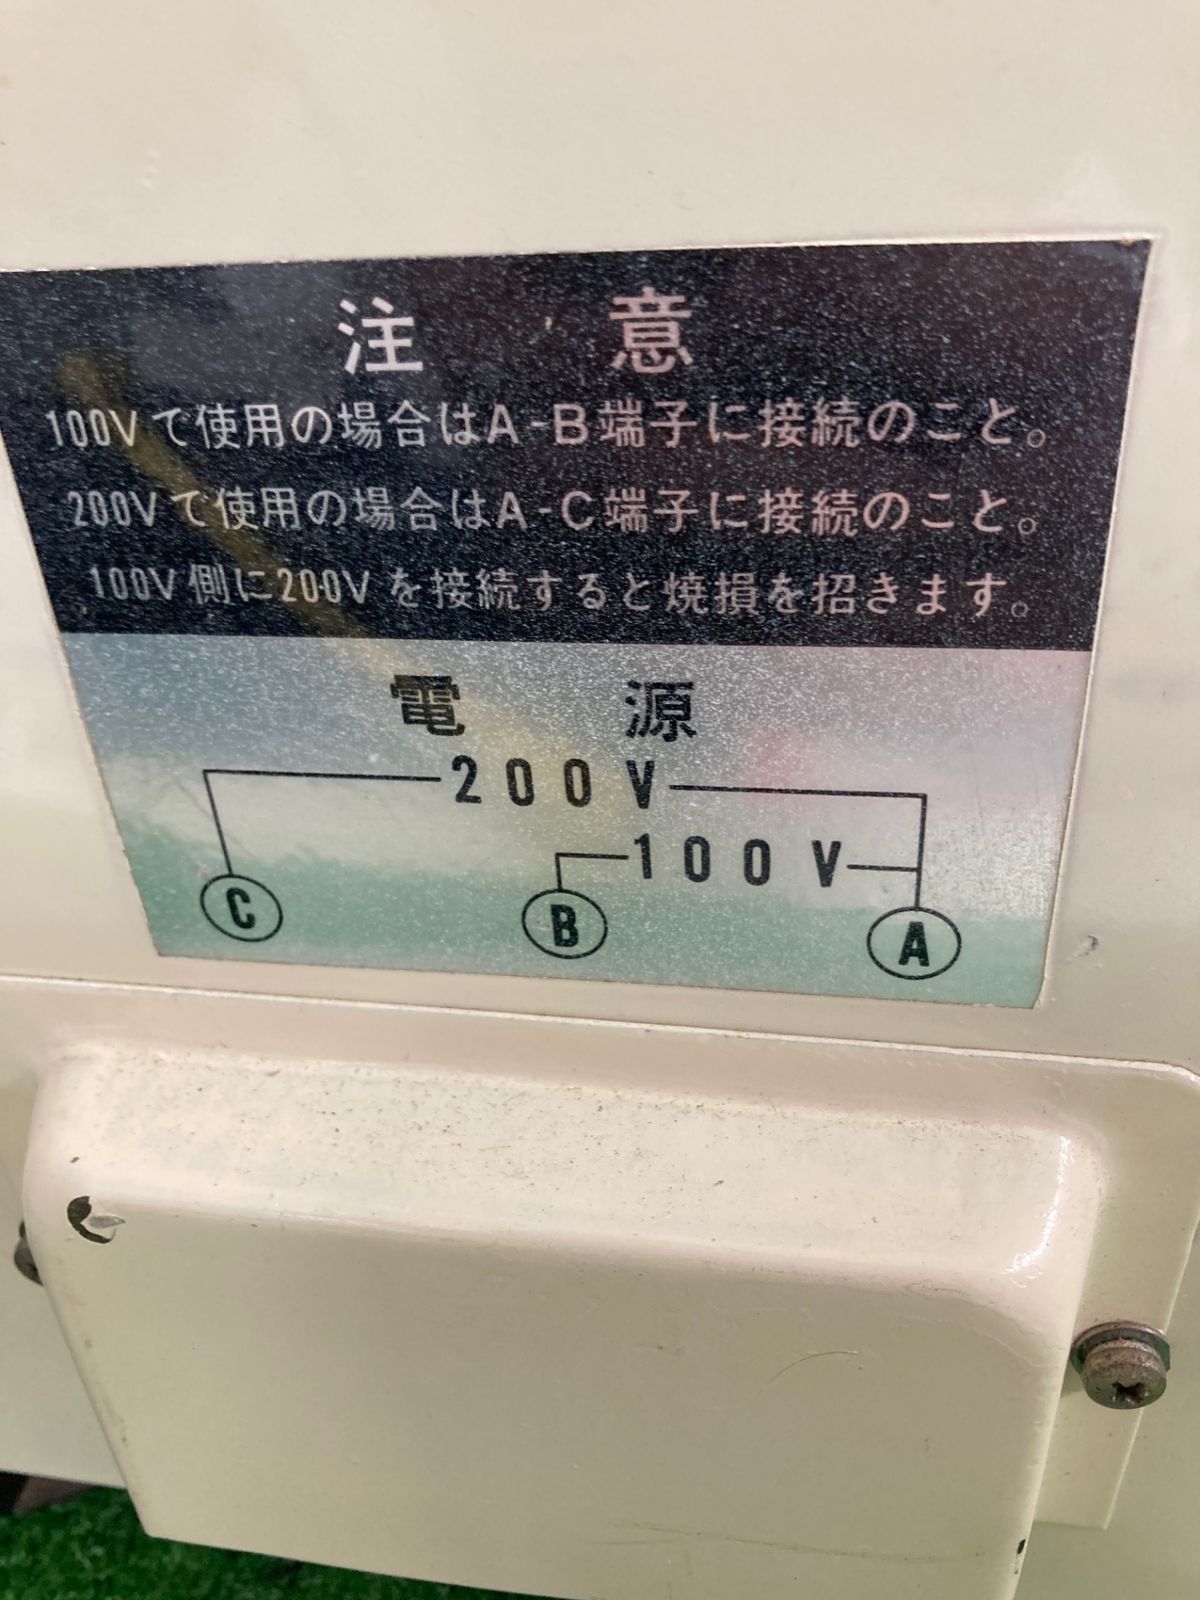 注意
100Vで使用の場合はA-B端子に接続のこと。
200Vで使用の場合はA-C端子に接続のこと。
100V側に200Vを接続すると焼損を招きます。
電源
200V
100V
C B A